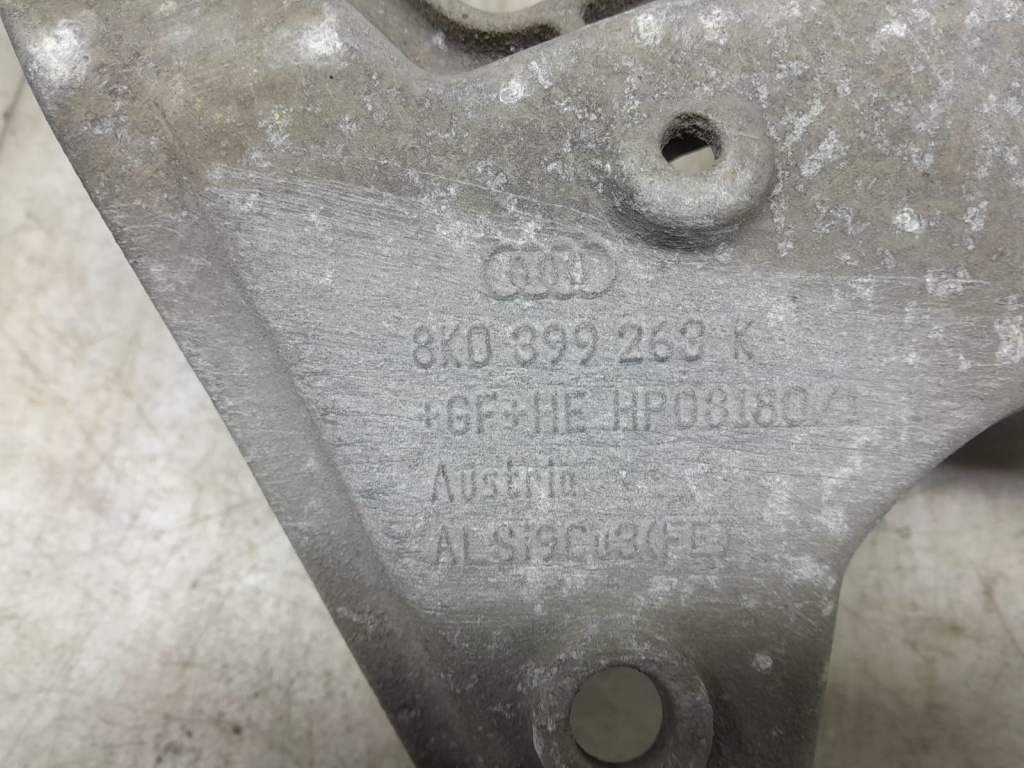 8K0 399 263 K
+GF+HE HP08180/1
Austria
ALSi9Cu3(FE)